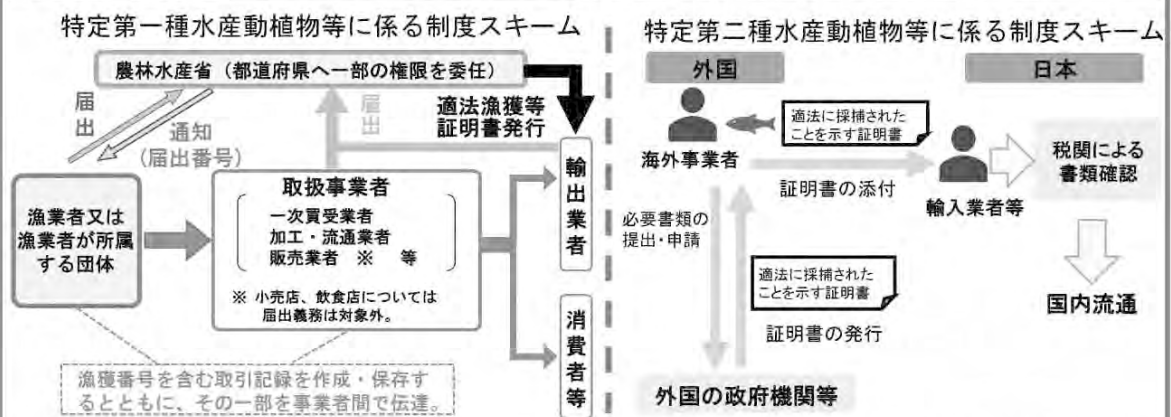 特定第一種水産動植物等に係る制度スキーム
農林水産省（都道府県へ一部の権限を委任）
届出
通知
（届出番号）
届出
適法漁獲等
証明書発行
漁業者又は
漁業者が所属
する団体
取扱事業者
一次買受業者
加工・流通業者
販売業者　※　等
※ 小売店、飲食店については
届出義務は対象外。
輸出業者
消費者等
漁獲番号を含む取引記録を作成・保存す
るとともに、その一部を事業者間で伝達。
特定第二種水産動植物等に係る制度スキーム
外国
日本
適法に採捕された
ことを示す証明書
海外事業者
証明書の添付
輸入業者等
税関による
書類確認
必要書類の
提出・申請
適法に採捕された
ことを示す証明書
証明書の発行
国内流通
外国の政府機関等